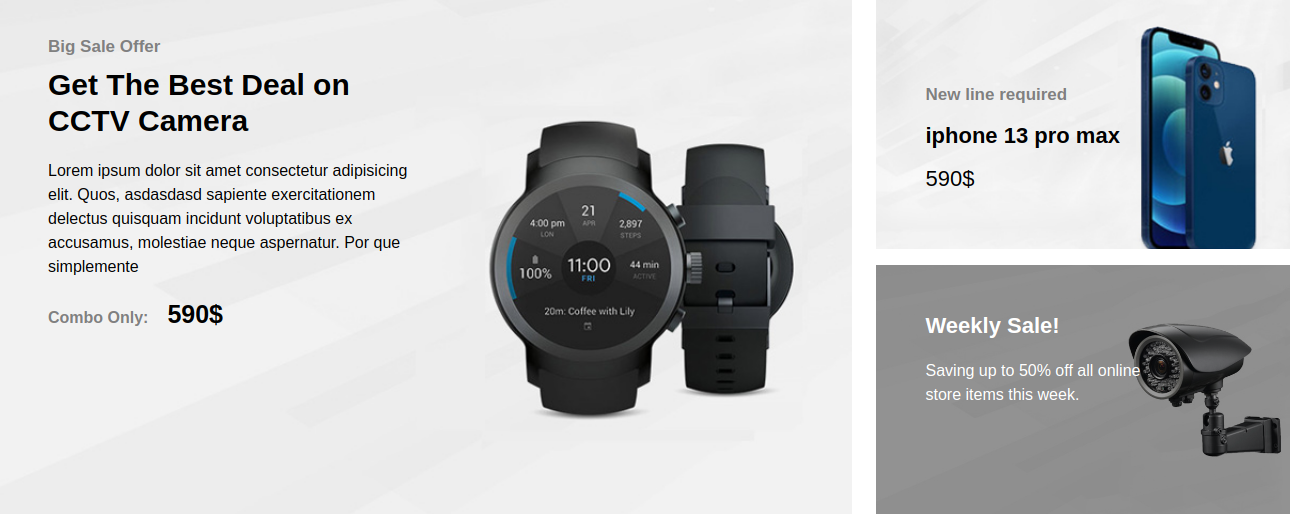 Big Sale Offer
Get The Best Deal on
CCTV Camera
Lorem ipsum dolor sit amet consectetur adipisicing
elit. Quos, asdasdasd sapiente exercitationem
delectus quisquam incidunt voluptatibus ex
accusamus, molestiae neque aspernatur. Por que
simplemente
Combo Only: 590$
21
APR
4:00 pm
LON
2,897
STEPS
100%
11:00
FRI
44 min
ACTIVE
20m: Coffee with Lily
New line required
iphone 13 pro max
590$
Weekly Sale!
Saving up to 50% off all online
store items this week.